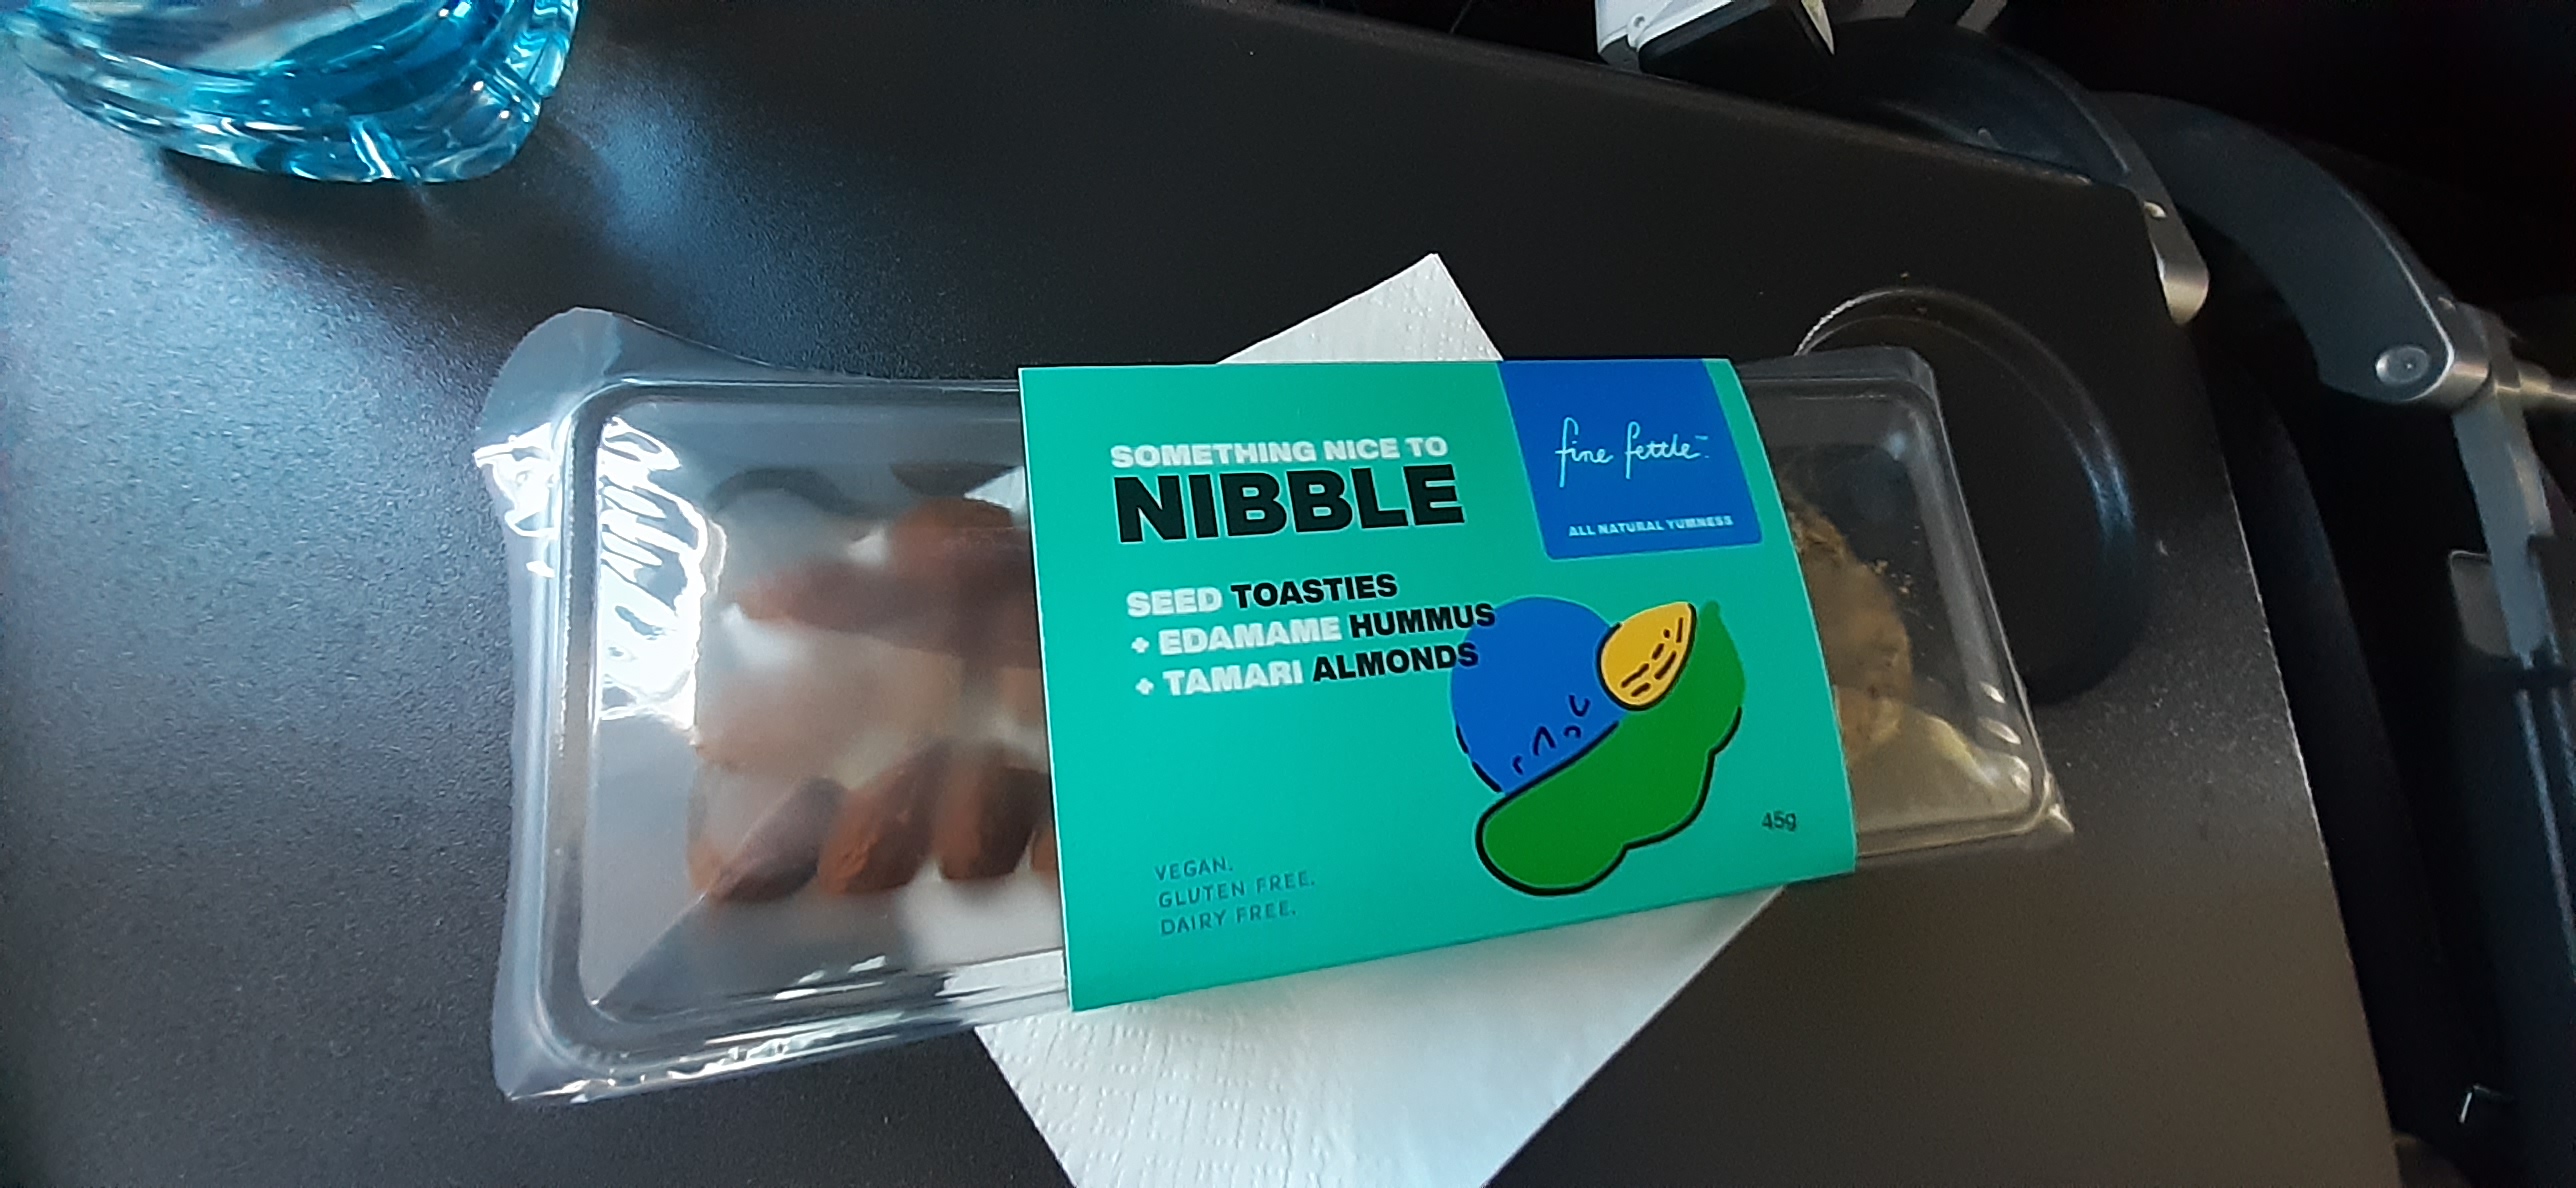 SOMETHING NICE TO
NIBBLE
fine fettle™
ALL NATURAL YUMNESS
SEED TOASTIES
+ EDAMAME HUMMUS
+ TAMARI ALMONDS
VEGAN.
GLUTEN FREE.
DAIRY FREE.
45g